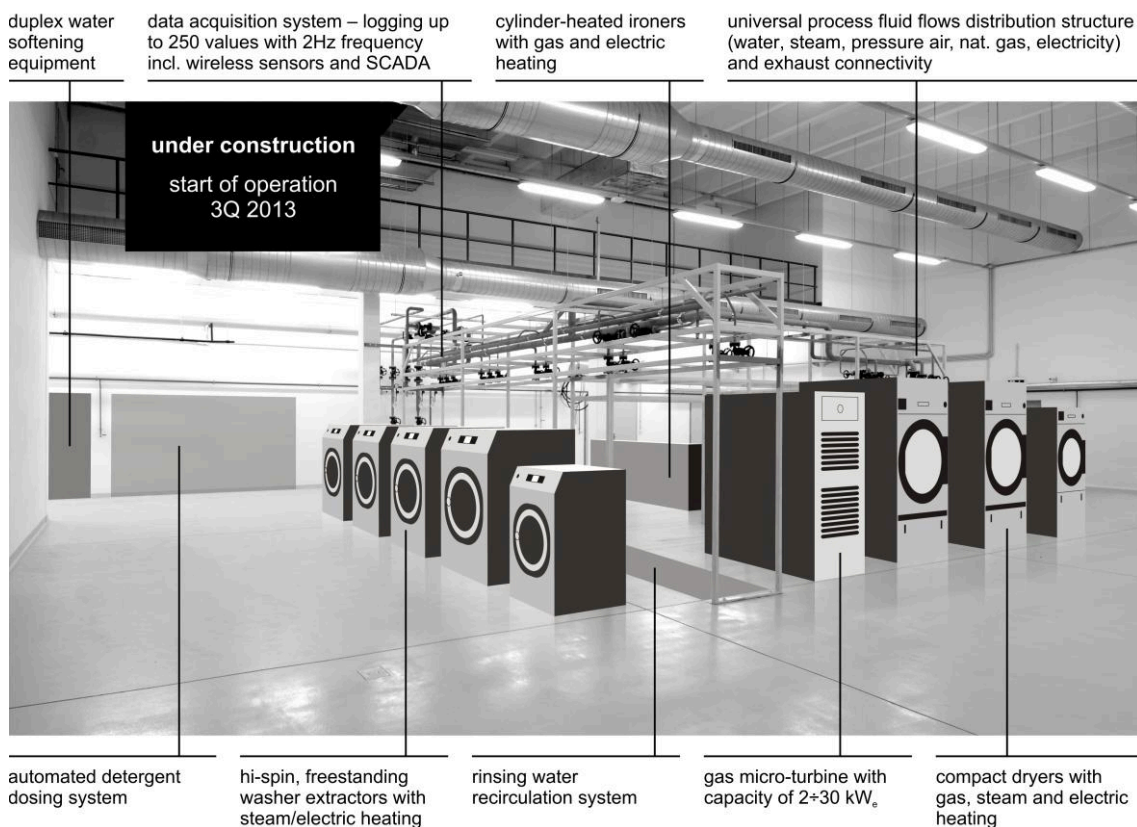 duplex water
softening
equipment
data acquisition system – logging up
to 250 values with 2Hz frequency
incl. wireless sensors and SCADA
cylinder-heated ironers
with gas and electric
heating
universal process fluid flows distribution structure
(water, steam, pressure air, nat. gas, electricity)
and exhaust connectivity
under construction
start of operation
3Q 2013
automated detergent
dosing system
hi-spin, freestanding
washer extractors with
steam/electric heating
rinsing water
recirculation system
gas micro-turbine with
capacity of 2÷30 kWₑ
compact dryers with
gas, steam and electric
heating